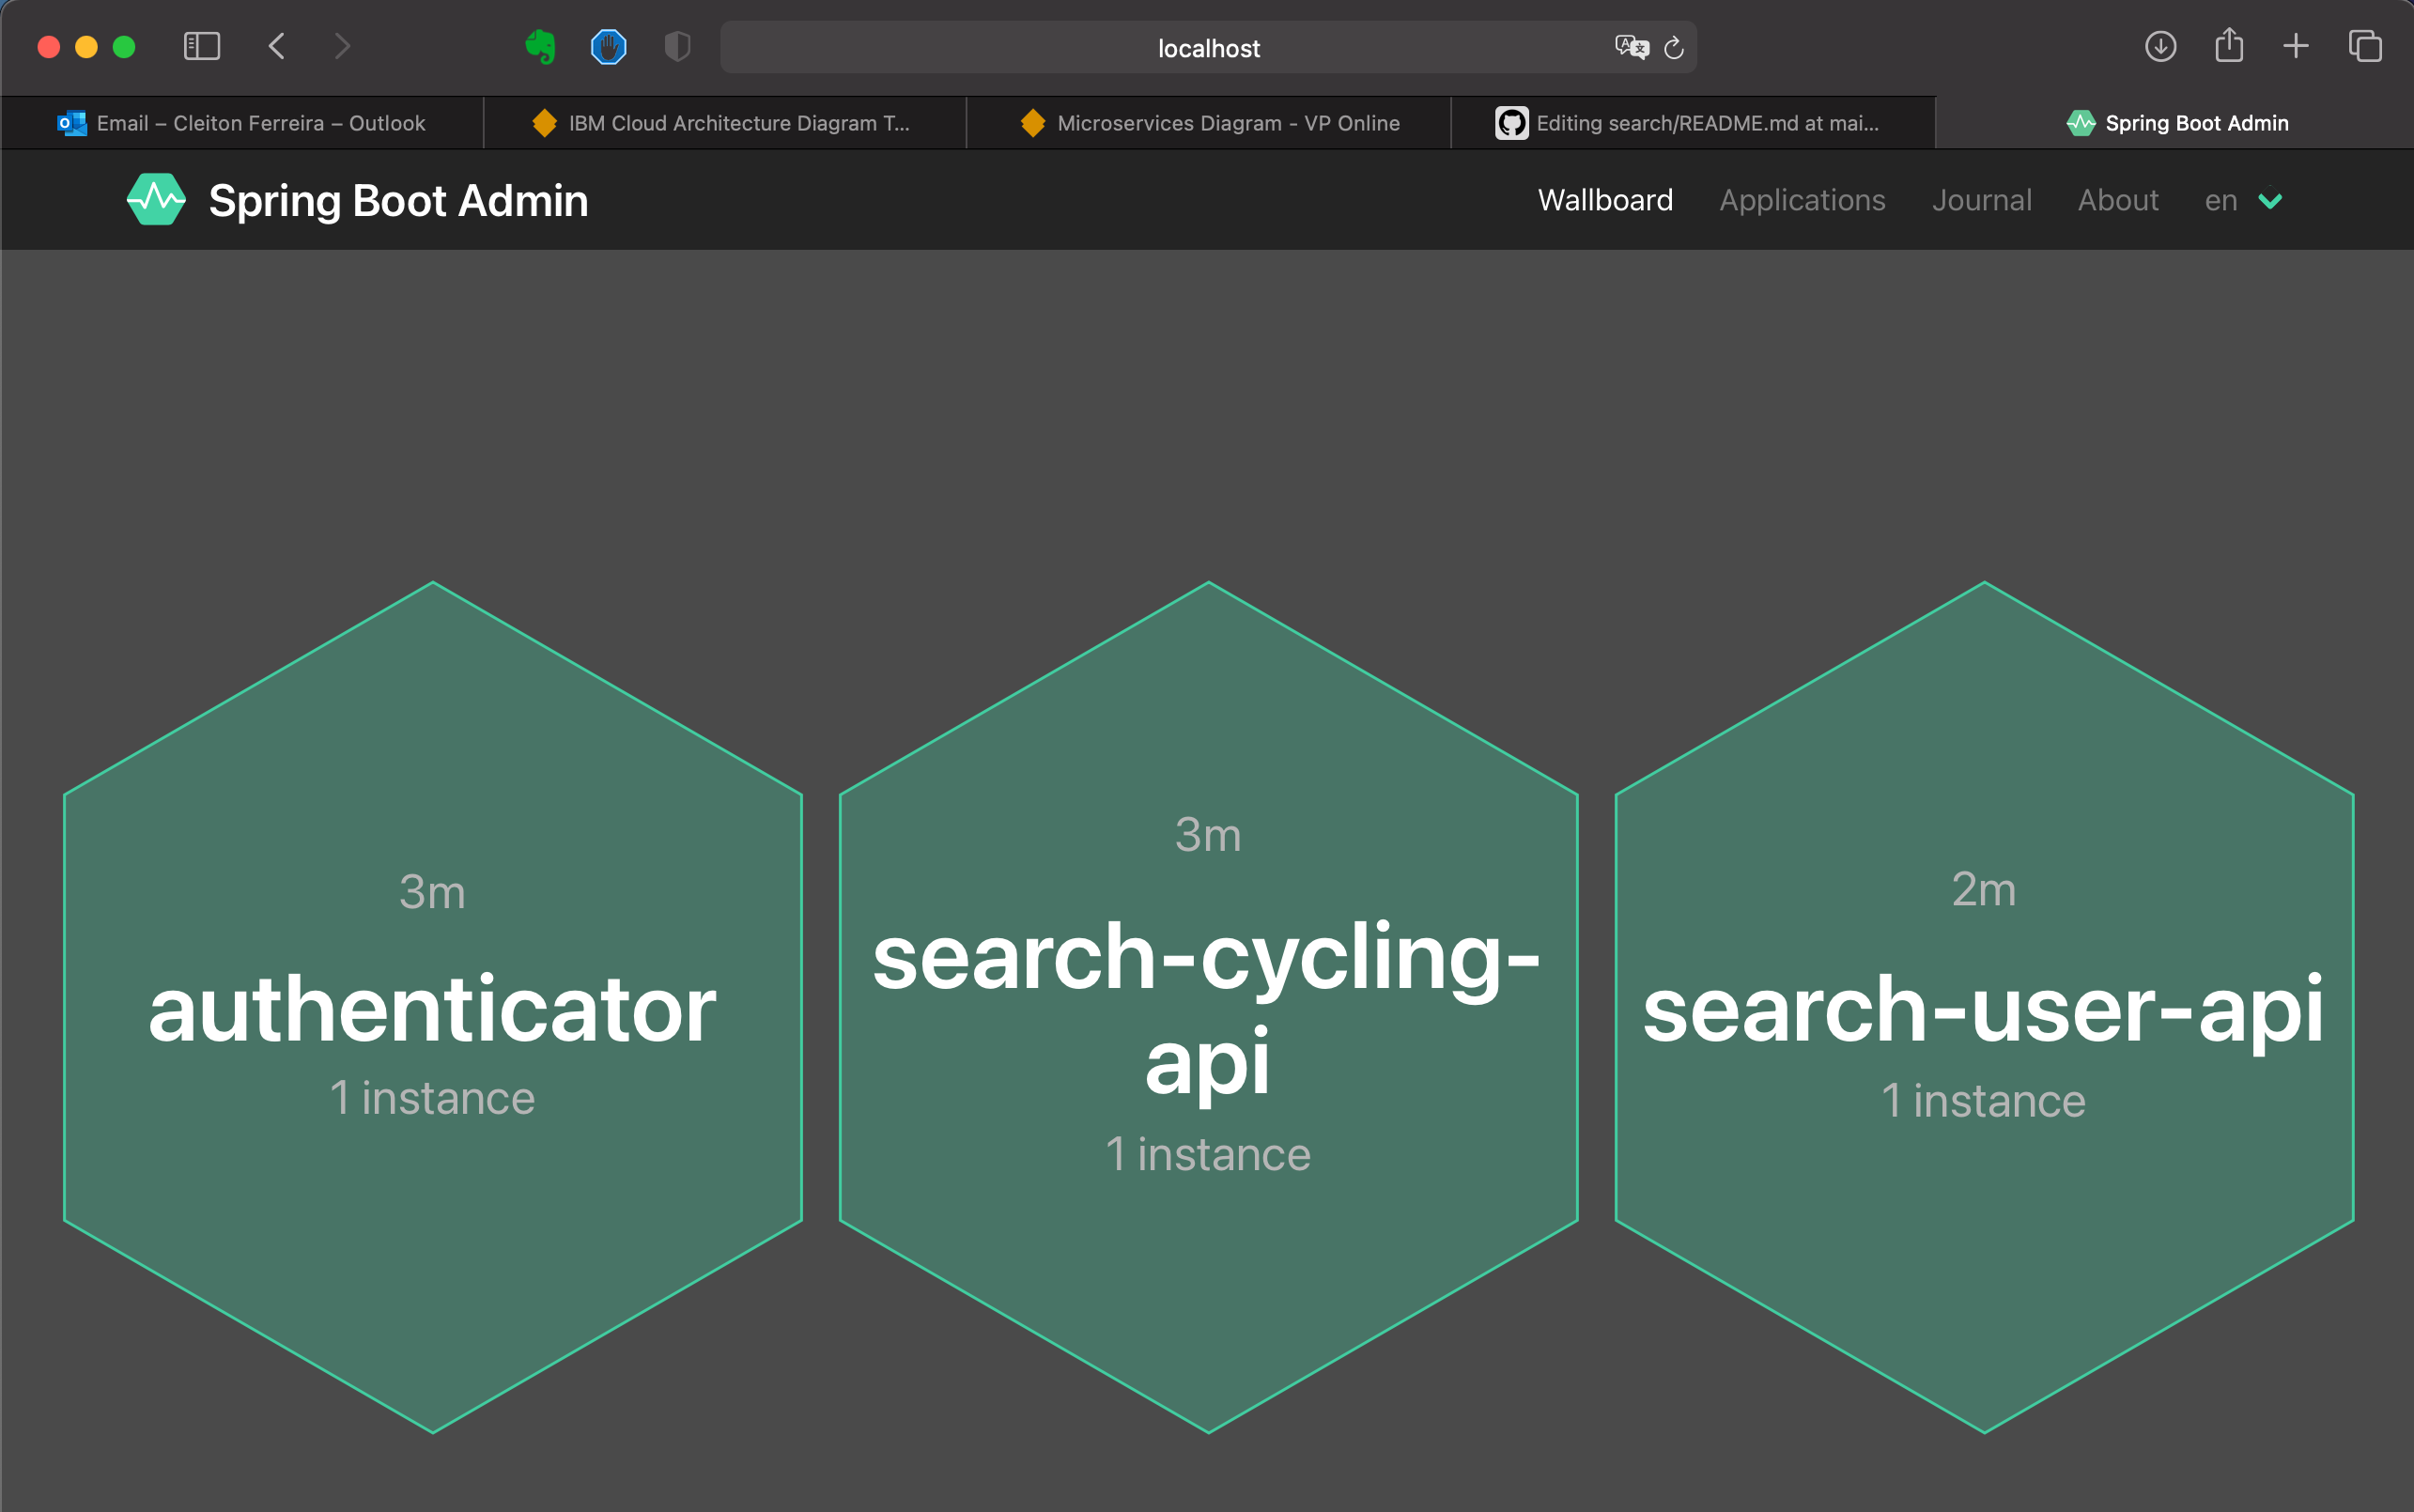 localhost
Email – Cleiton Ferreira – Outlook
IBM Cloud Architecture Diagram T...
Microservices Diagram - VP Online
Editing search/README.md at mai...
Spring Boot Admin
Spring Boot Admin
Wallboard
Applications
Journal
About
en
3m
authenticator
1 instance
3m
search-cycling-
api
1 instance
2m
search-user-api
1 instance